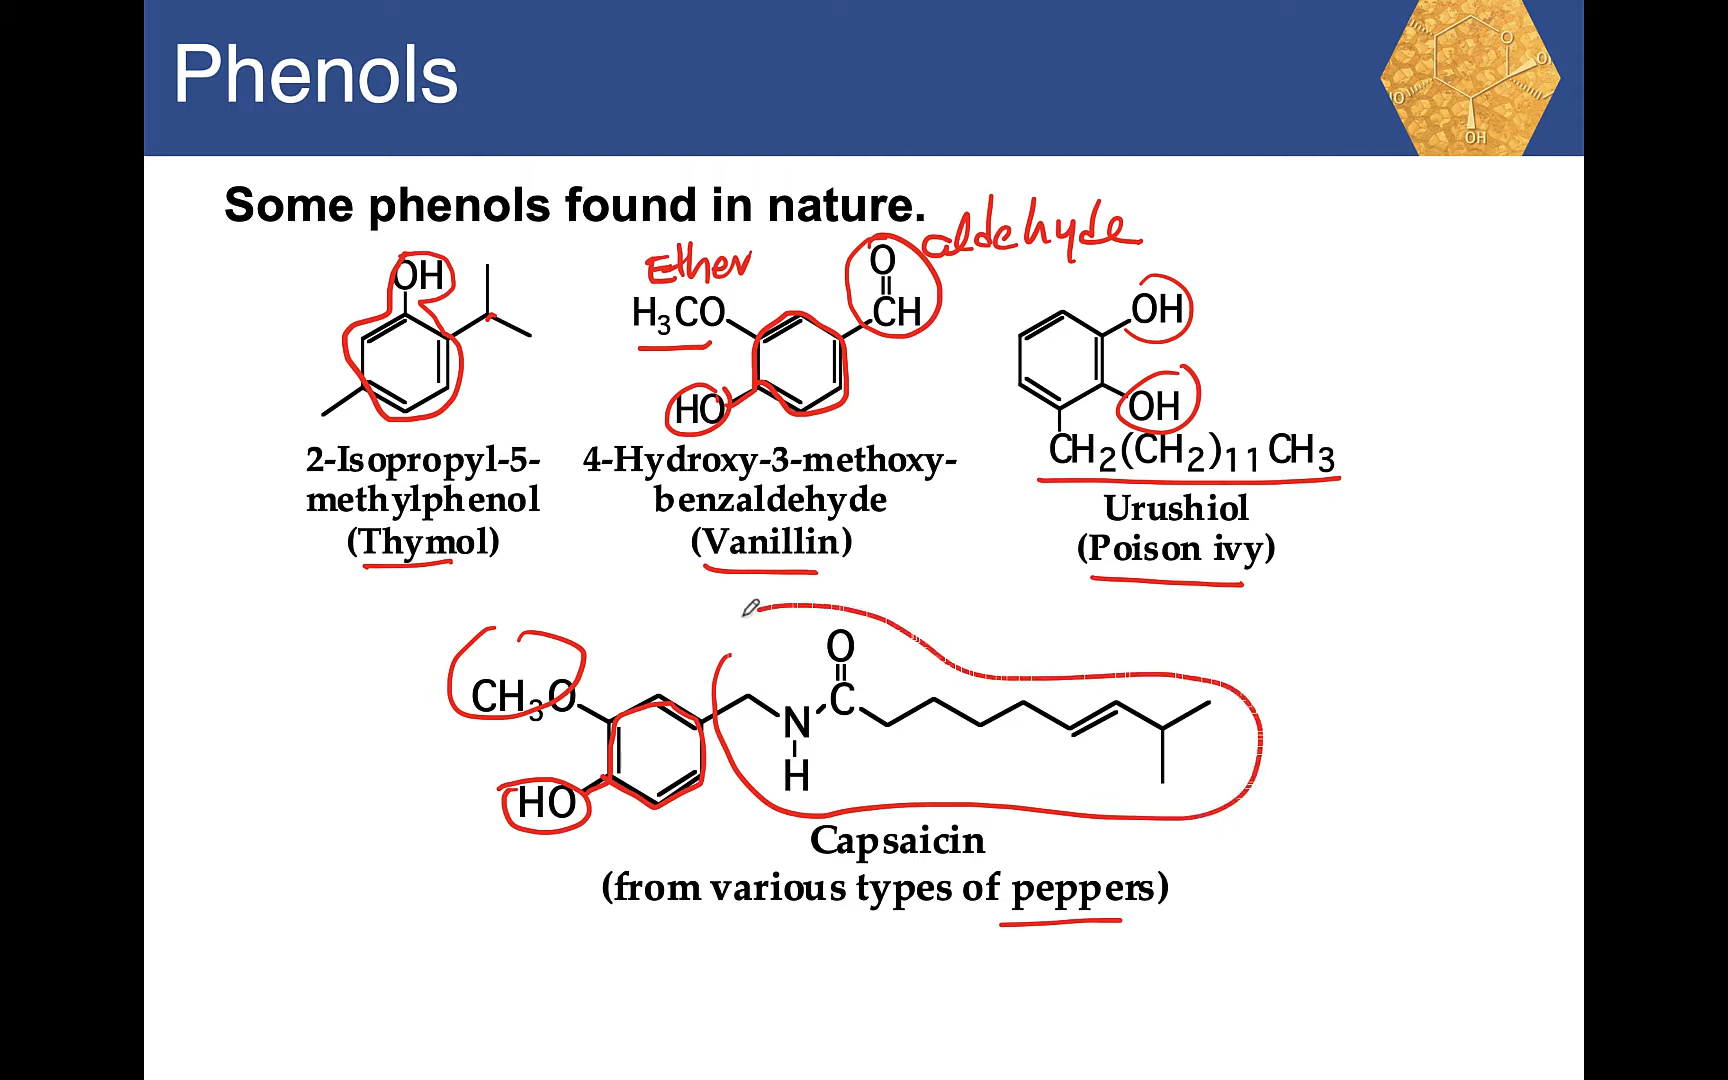 Phenols
O
O
O
OH
Some phenols found in nature.
aldehyde
Ether
OH
O
H₃CO
CH
HO
OH
OH
CH₂(CH₂)₁₁CH₃
2-Isopropyl-5-
methylphenol
(Thymol)
4-Hydroxy-3-methoxy-
benzaldehyde
(Vanillin)
Urushiol
(Poison ivy)
CH₃O
O
C
N
H
HO
Capsaicin
(from various types of peppers)